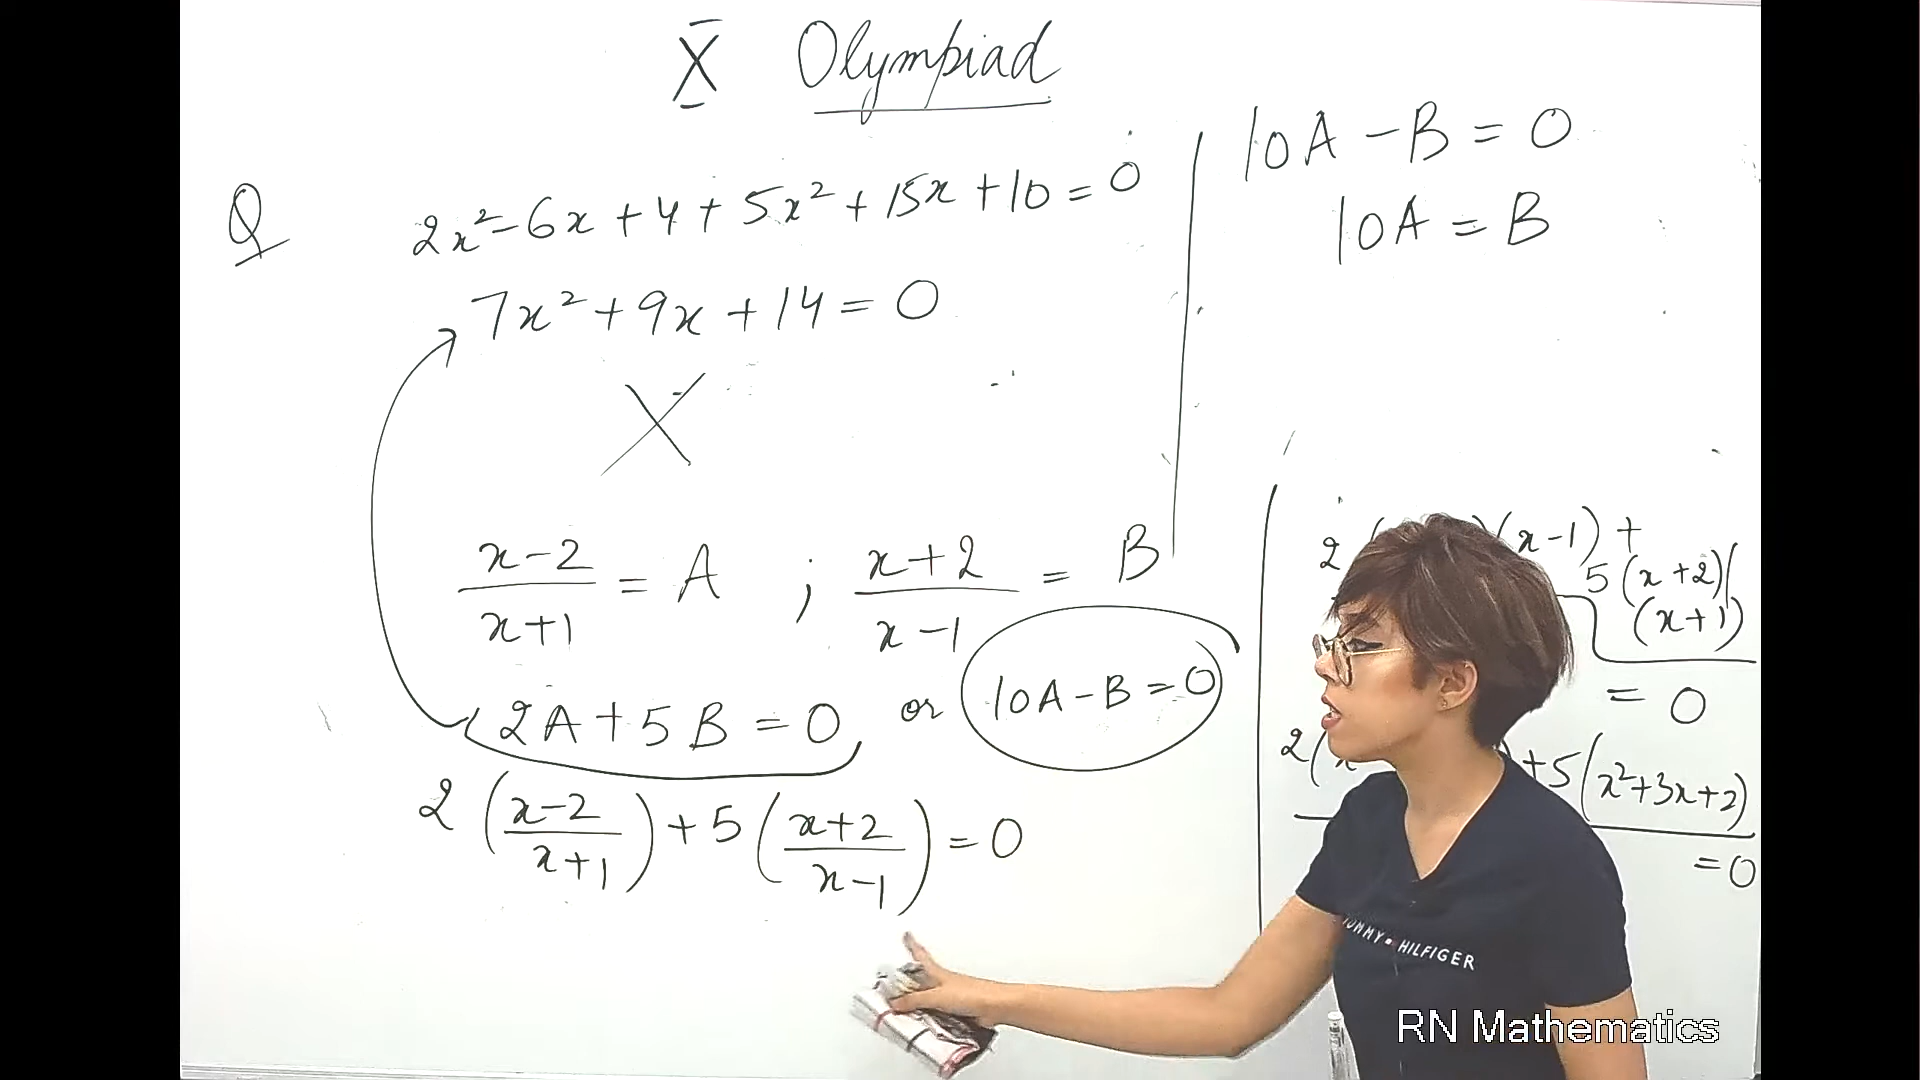 X Olympiad
Q 2x²-6x+4+5x²+15x+10=0
7x²+9x+14=0
X
x-2/x+1 = A ; x+2/x-1 = B
2A+5B=0 or 10A-B=0
2(x-2/x+1)+5(x+2/x-1)=0
10A-B=0
10A=B
2( )(x-1)+
5(x+2)(
(x+1)
=0
2( +5(x²+3x+2)
=0
TOMMY HILFIGER
RN Mathematics